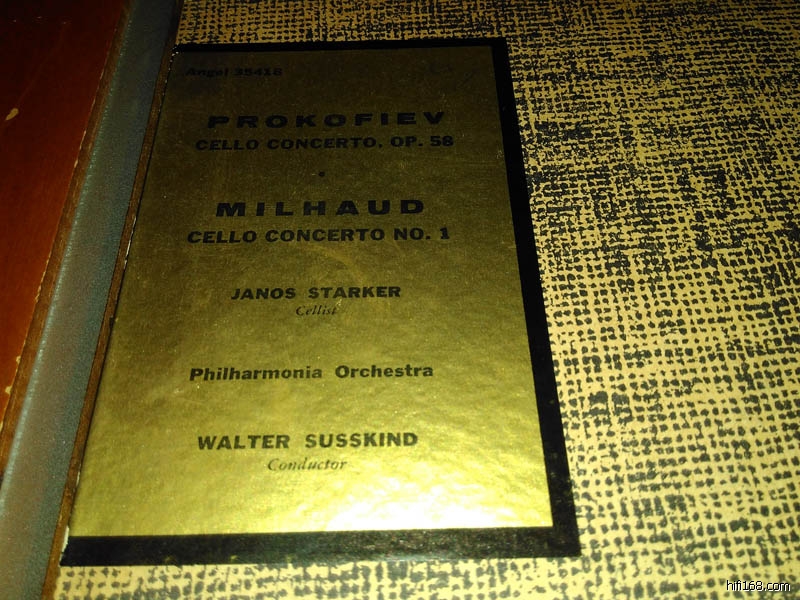 Angel 35418
PROKOFIEV
CELLO CONCERTO, OP. 58
MILHAUD
CELLO CONCERTO NO. 1
JANOS STARKER
Cellist
Philharmonia Orchestra
WALTER SUSSKIND
Conductor
hifi168.com